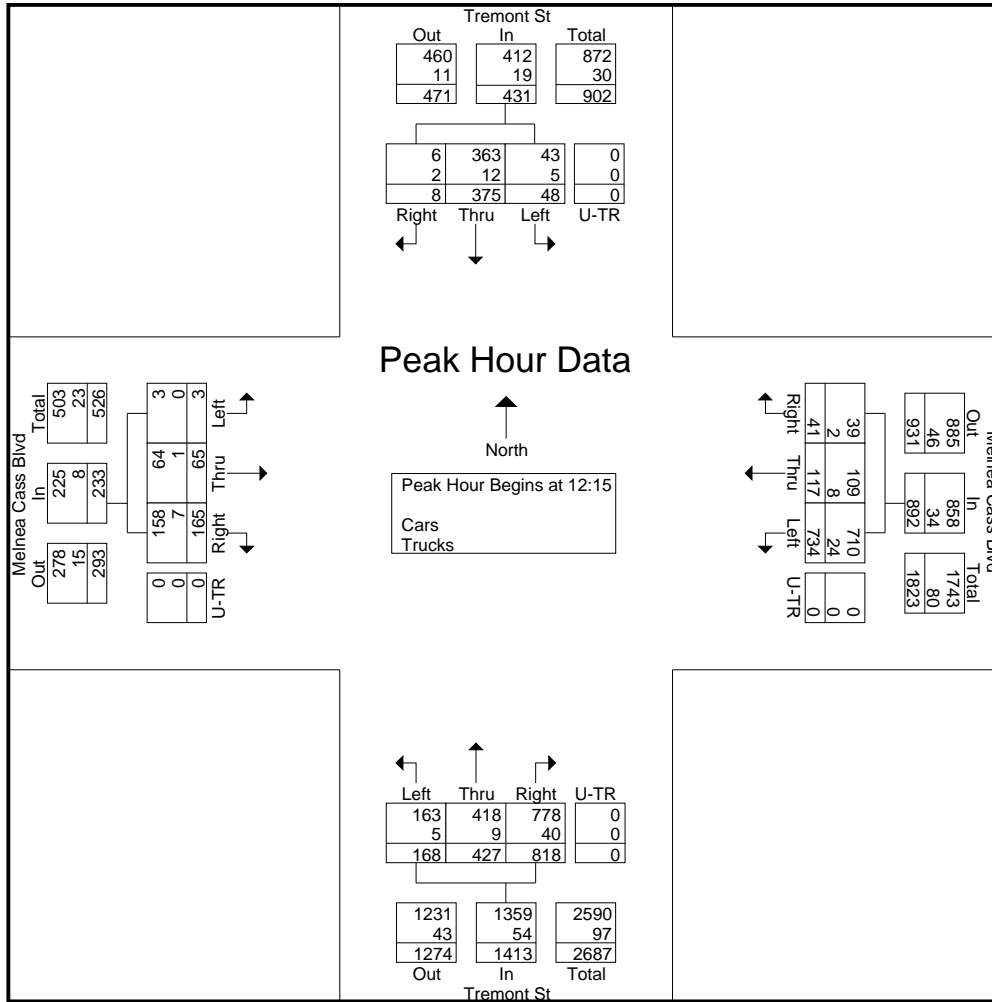 Tremont St
Out In Total
460 412 872
11 19 30
471 431 902
6 363 43 0
2 12 5 0
8 375 48 0
Right Thru Left U-TR
Peak Hour Data
North
Peak Hour Begins at 12:15
Cars
Trucks
Melnea Cass Blvd
Out In Total
278 225 503
15 8 23
293 233 526
3 64 158 0
0 1 7 0
3 65 165 0
Left Thru Right U-TR
Right Thru Left U-TR
39 109 710 0
2 8 24 0
41 117 734 0
Out In Total
885 858 1743
46 34 80
931 892 1823
Melnea Cass Blvd
Left Thru Right U-TR
163 418 778 0
5 9 40 0
168 427 818 0
1231 1359 2590
43 54 97
1274 1413 2687
Out In Total
Tremont St